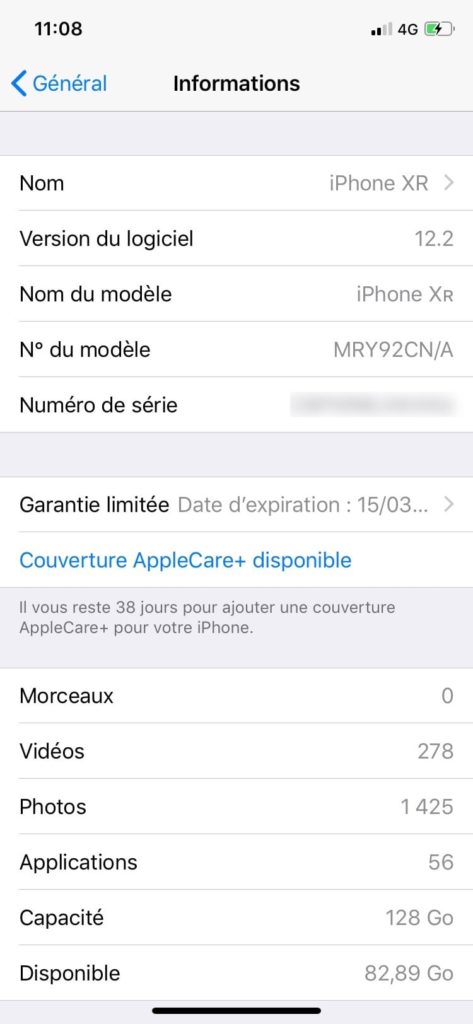 11:08 4G
Général Informations
Nom iPhone XR
Version du logiciel 12.2
Nom du modèle iPhone XR
N° du modèle MRY92CN/A
Numéro de série
Garantie limitée Date d’expiration : 15/03...
Couverture AppleCare+ disponible
Il vous reste 38 jours pour ajouter une couverture
AppleCare+ pour votre iPhone.
Morceaux 0
Vidéos 278
Photos 1 425
Applications 56
Capacité 128 Go
Disponible 82,89 Go